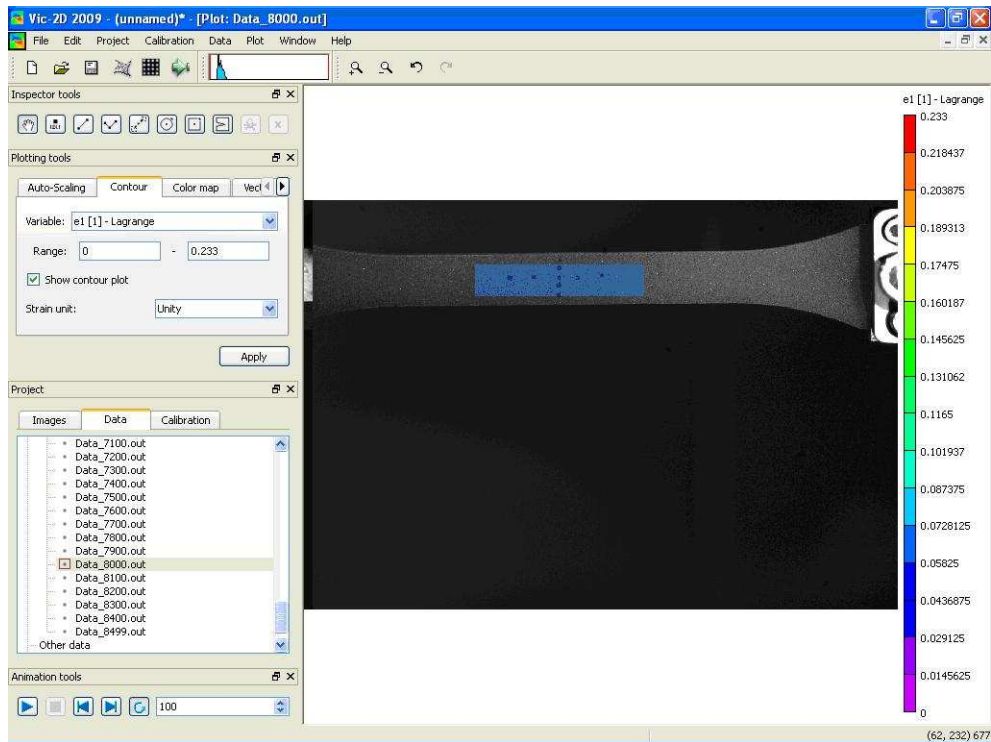 Vic-2D 2009 - (unnamed)* - [Plot: Data_8000.out]
File Edit Project Calibration Data Plot Window Help
Inspector tools
Plotting tools
Auto-Scaling Contour Color map Vect
Variable: e1 [1] - Lagrange
Range: 0 - 0.233
Show contour plot
Strain unit: Unity
Apply
Project
Images Data Calibration
Data_7100.out
Data_7200.out
Data_7300.out
Data_7400.out
Data_7500.out
Data_7600.out
Data_7700.out
Data_7800.out
Data_7900.out
Data_8000.out
Data_8100.out
Data_8200.out
Data_8300.out
Data_8400.out
Data_8499.out
Other data
Animation tools
100
e1 [1] - Lagrange
0.233
0.218437
0.203875
0.189313
0.17475
0.160187
0.145625
0.131062
0.1165
0.101937
0.087375
0.0728125
0.05825
0.0436875
0.029125
0.0145625
0
(62, 232) 677